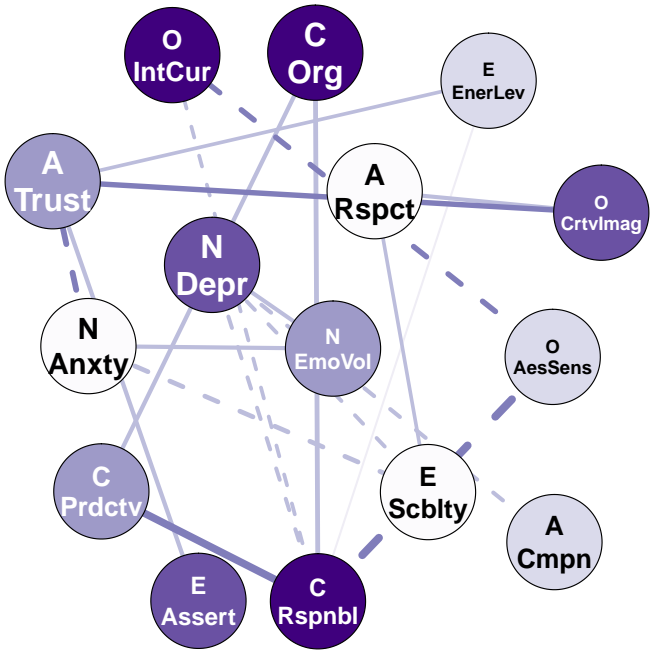 O
IntCur
C
Org
E
EnerLev
A
Trust
A
Rspct
O
CrtvImag
N
Depr
N
Anxty
N
EmoVol
O
AesSens
C
Prdctv
E
Scblty
A
Cmpn
E
Assert
C
Rspnbl